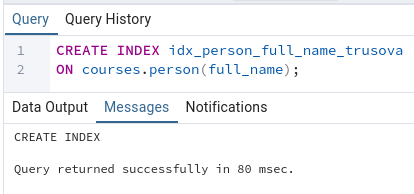 Query Query History
1 CREATE INDEX idx_person_full_name_trusova
2 ON courses.person(full_name);
Data Output Messages Notifications
CREATE INDEX
Query returned successfully in 80 msec.